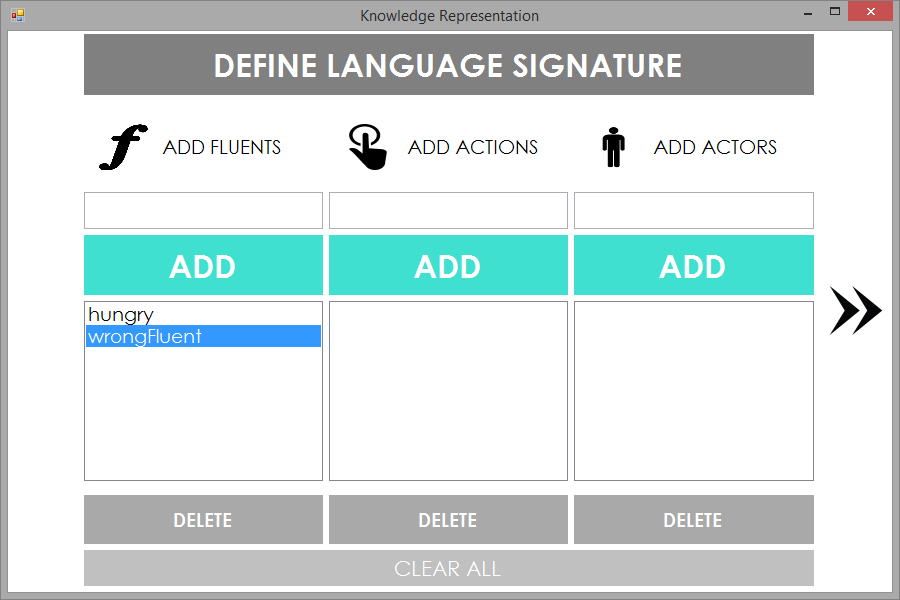 Knowledge Representation
DEFINE LANGUAGE SIGNATURE
ADD FLUENTS
ADD ACTIONS
ADD ACTORS
ADD
ADD
ADD
hungry
wrongFluent
DELETE
DELETE
DELETE
CLEAR ALL